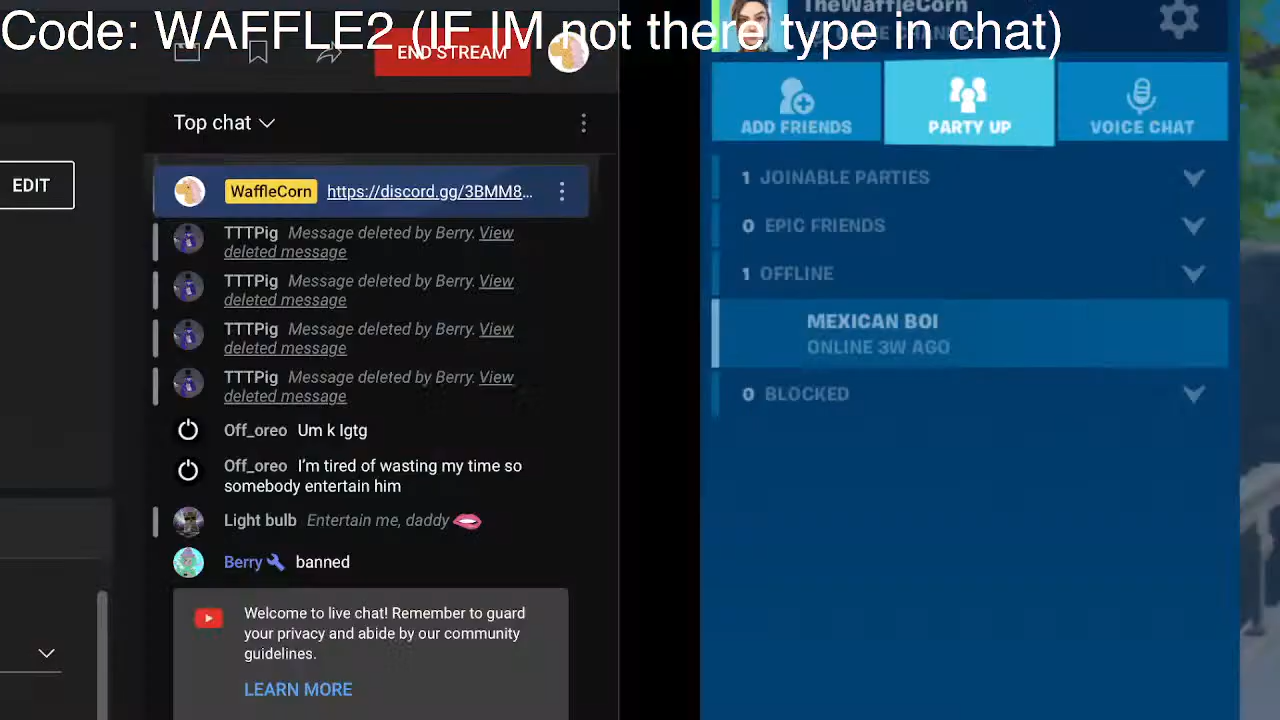 Code: WAFFLE2 (IF IM not there type in chat)
END STREAM
Top chat
EDIT
WaffleCorn https://discord.gg/3BMM8...
TTTPig Message deleted by Berry. View
deleted message
TTTPig Message deleted by Berry. View
deleted message
TTTPig Message deleted by Berry. View
deleted message
TTTPig Message deleted by Berry. View
deleted message
Off_oreo Um k lgtg
Off_oreo I'm tired of wasting my time so
somebody entertain him
Light bulb Entertain me, daddy
Berry banned
Welcome to live chat! Remember to guard
your privacy and abide by our community
guidelines.
LEARN MORE
TheWaffleCorn
ADD FRIENDS
PARTY UP
VOICE CHAT
1 JOINABLE PARTIES
0 EPIC FRIENDS
1 OFFLINE
MEXICAN BOI
ONLINE 3W AGO
0 BLOCKED